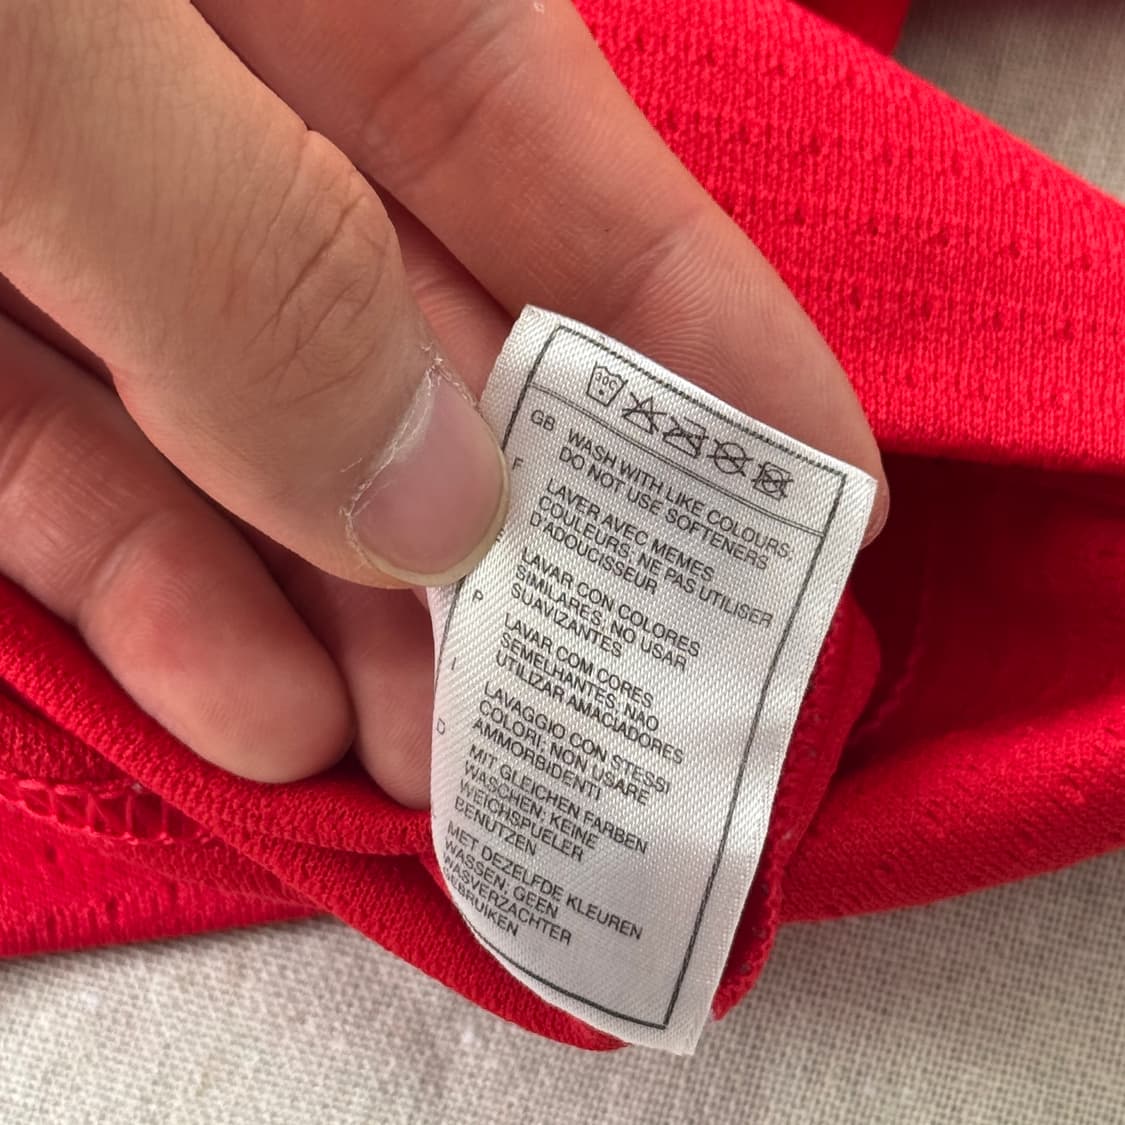 30C
GB WASH WITH LIKE COLOURS;
DO NOT USE SOFTENERS
F LAVER AVEC MEMES
COULEURS, NE PAS UTILISER
D'ADOUCISSEUR
LAVAR CON COLORES
SIMILARES, NO USAR
SUAVIZANTES
P LAVAR COM CORES
SEMELHANTES, NAO
UTILIZAR AMACIADORES
I LAVAGGIO CON STESSI
COLORI; NON USARE
AMMORBIDENTI
D MIT GLEICHEN FARBEN
WASCHEN; KEINE
WEICHSPUELER
BENUTZEN
MET DEZELFDE KLEUREN
WASSEN, GEEN
WASVERZACHTER
GEBRUIKEN